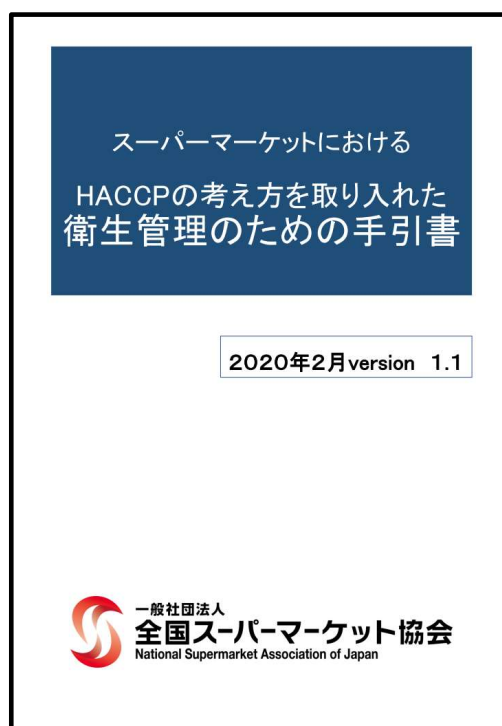 スーパーマーケットにおける
HACCPの考え方を取り入れた
衛生管理のための手引書
2020年2月version 1.1
一般社団法人
全国スーパーマーケット協会
National Supermarket Association of Japan